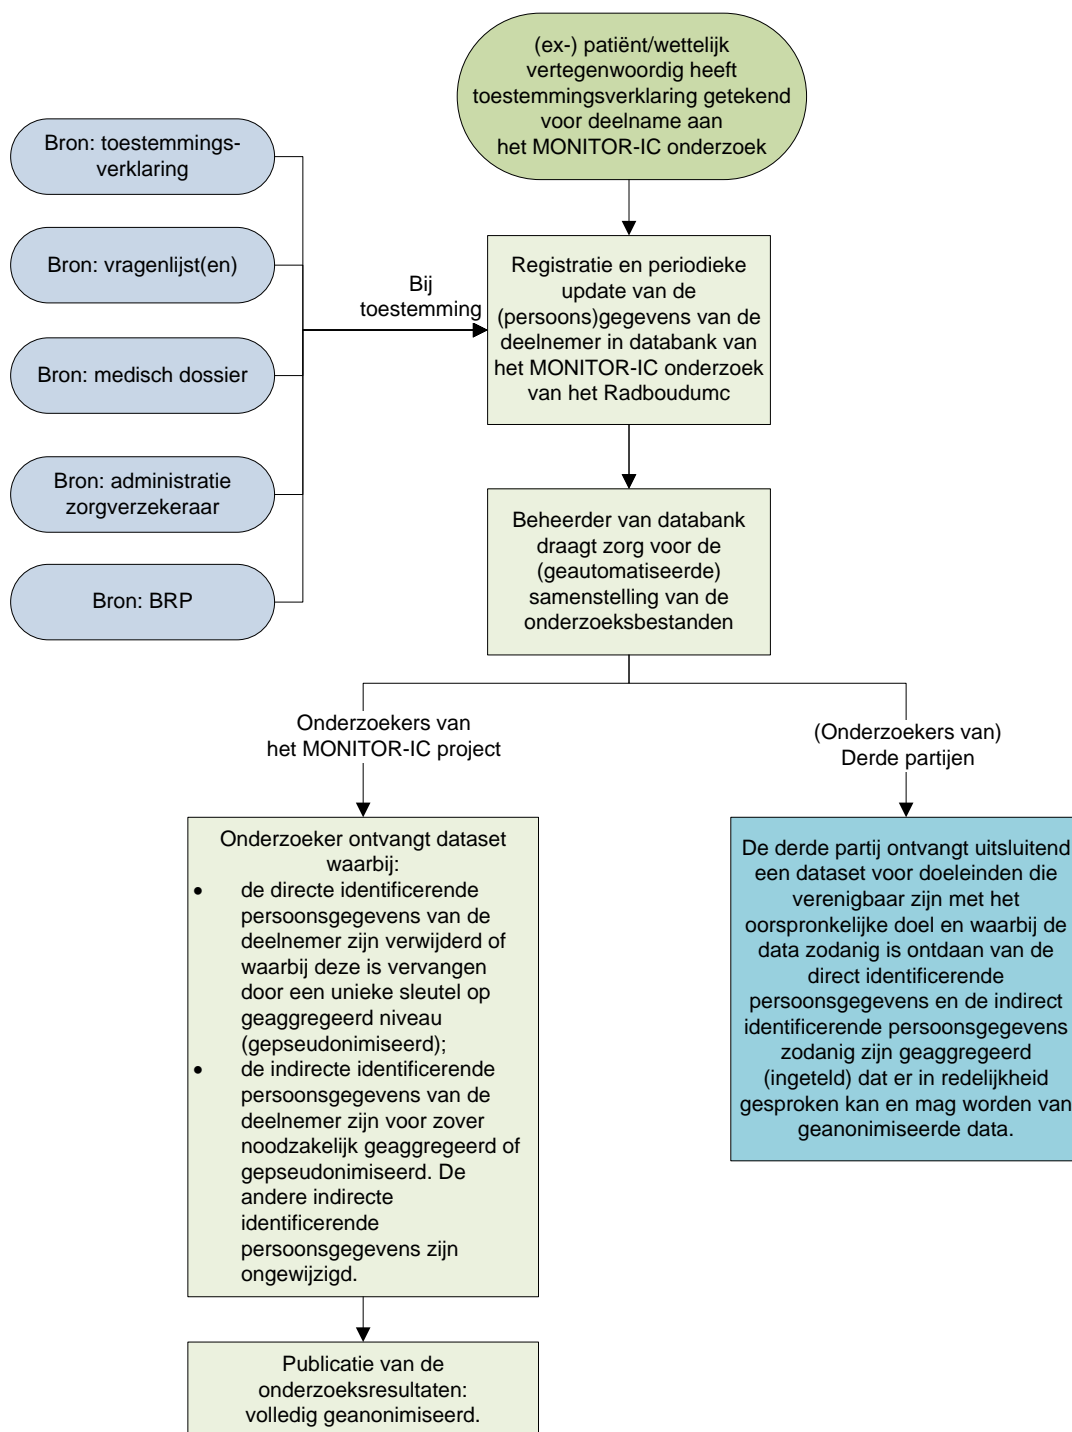 (ex-) patiënt/wettelijk
vertegenwoordig heeft
toestemmingsverklaring getekend
voor deelname aan
het MONITOR-IC onderzoek
Bron: toestemmings-
verklaring
Bron: vragenlijst(en)
Bron: medisch dossier
Bron: administratie
zorgverzekeraar
Bron: BRP
Bij
toestemming
Registratie en periodieke
update van de
(persoons)gegevens van de
deelnemer in databank van
het MONITOR-IC onderzoek
van het Radboudumc
Beheerder van databank
draagt zorg voor de
(geautomatiseerde)
samenstelling van de
onderzoeksbestanden
Onderzoekers van
het MONITOR-IC project
(Onderzoekers van)
Derde partijen
Onderzoeker ontvangt dataset
waarbij:
• de directe identificerende
persoonsgegevens van de
deelnemer zijn verwijderd of
waarbij deze is vervangen
door een unieke sleutel op
geaggregeerd niveau
(gepseudonimiseerd);
• de indirecte identificerende
persoonsgegevens van de
deelnemer zijn voor zover
noodzakelijk geaggregeerd of
gepseudonimiseerd. De
andere indirecte
identificerende
persoonsgegevens zijn
ongewijzigd.
De derde partij ontvangt uitsluitend
een dataset voor doeleinden die
verenigbaar zijn met het
oorspronkelijke doel en waarbij de
data zodanig is ontdaan van de
direct identificerende
persoonsgegevens en de indirect
identificerende persoonsgegevens
zodanig zijn geaggregeerd
(ingeteld) dat er in redelijkheid
gesproken kan en mag worden van
geanonimiseerde data.
Publicatie van de
onderzoeksresultaten:
volledig geanonimiseerd.